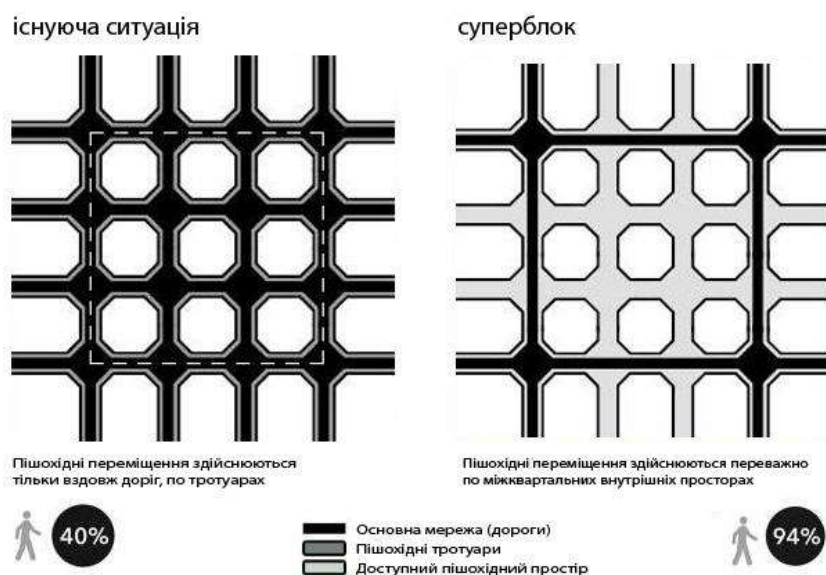 існуюча ситуація
суперблок
Пішохідні переміщення здійснюються
тільки вздовж доріг, по тротуарах
Пішохідні переміщення здійснюються переважно
по міжквартальних внутрішніх просторах
40%
Основна мережа (дороги)
Пішохідні тротуари
Доступний пішохідний простір
94%